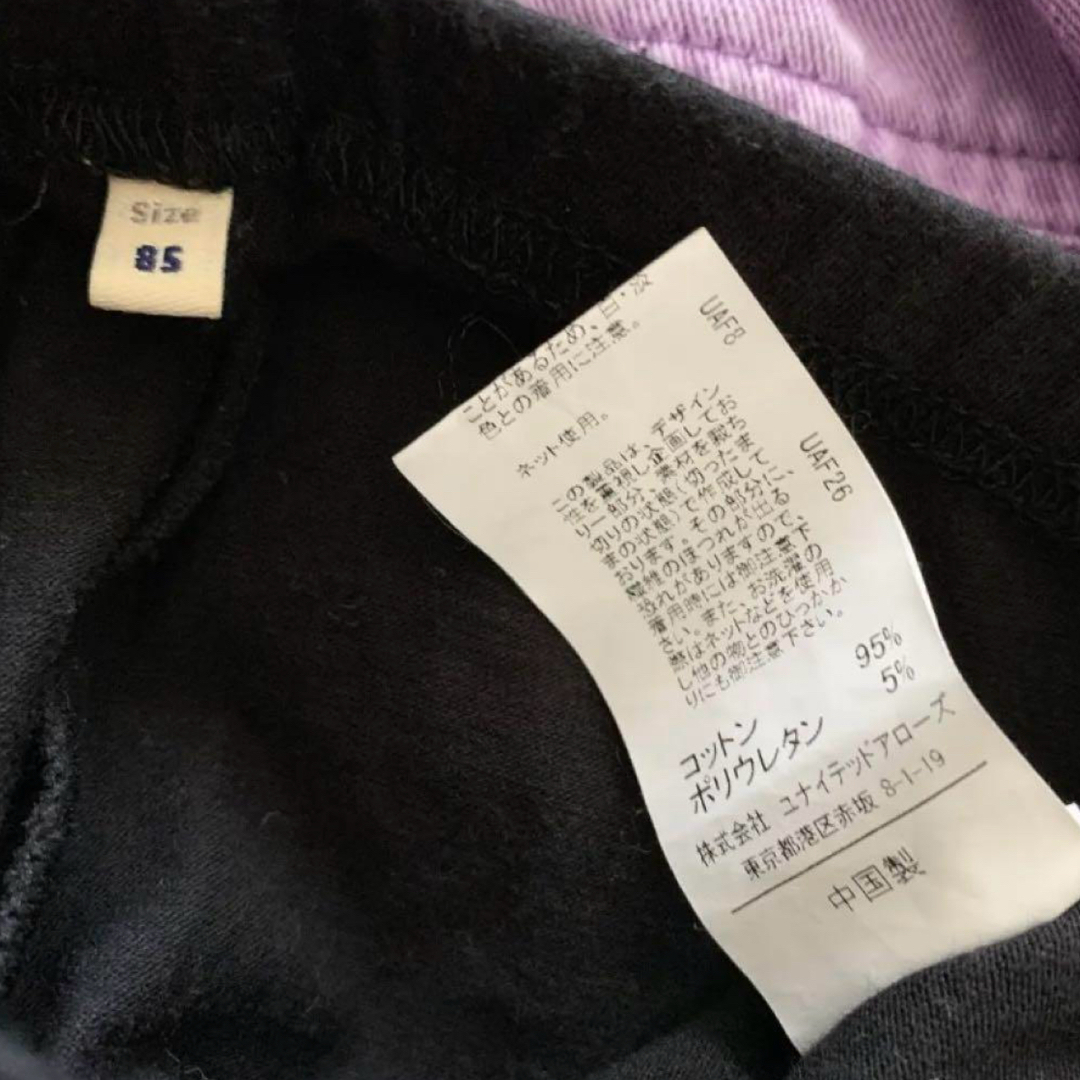 Size
85
UAF8
ことがあるため、白・淡
色との着用に注意。
ネット使用。
UAF26
この製品は、デザイン
性を重視し企画してお
り一部分、素材を裁ち
切りの状態(切ったま
まの状態)で作成して
おります。その部分に、
繊維のほつれが出る
恐れがありますので、
着用時には御注意下
さい。また、お洗濯の
際はネットなどを使用
し他の物とのひっかか
りにも御注意下さい。
コットン 95%
ポリウレタン 5%
株式会社 ユナイテッドアローズ
東京都港区赤坂 8-1-19
中国製